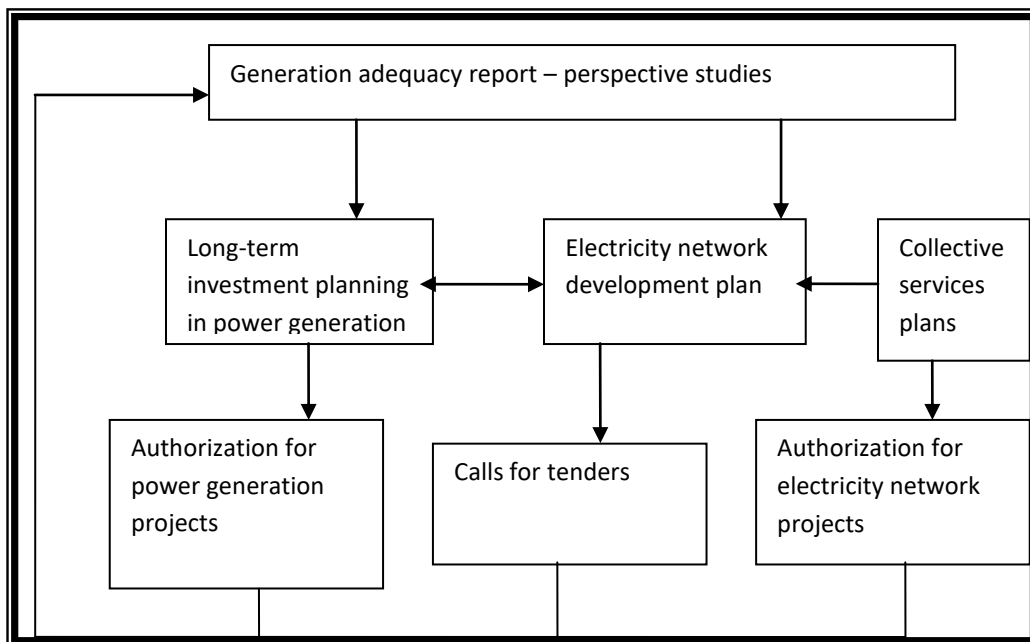 Generation adequacy report – perspective studies
Long-term
investment planning
in power generation
Electricity network
development plan
Collective
services
plans
Authorization for
power generation
projects
Calls for tenders
Authorization for
electricity network
projects